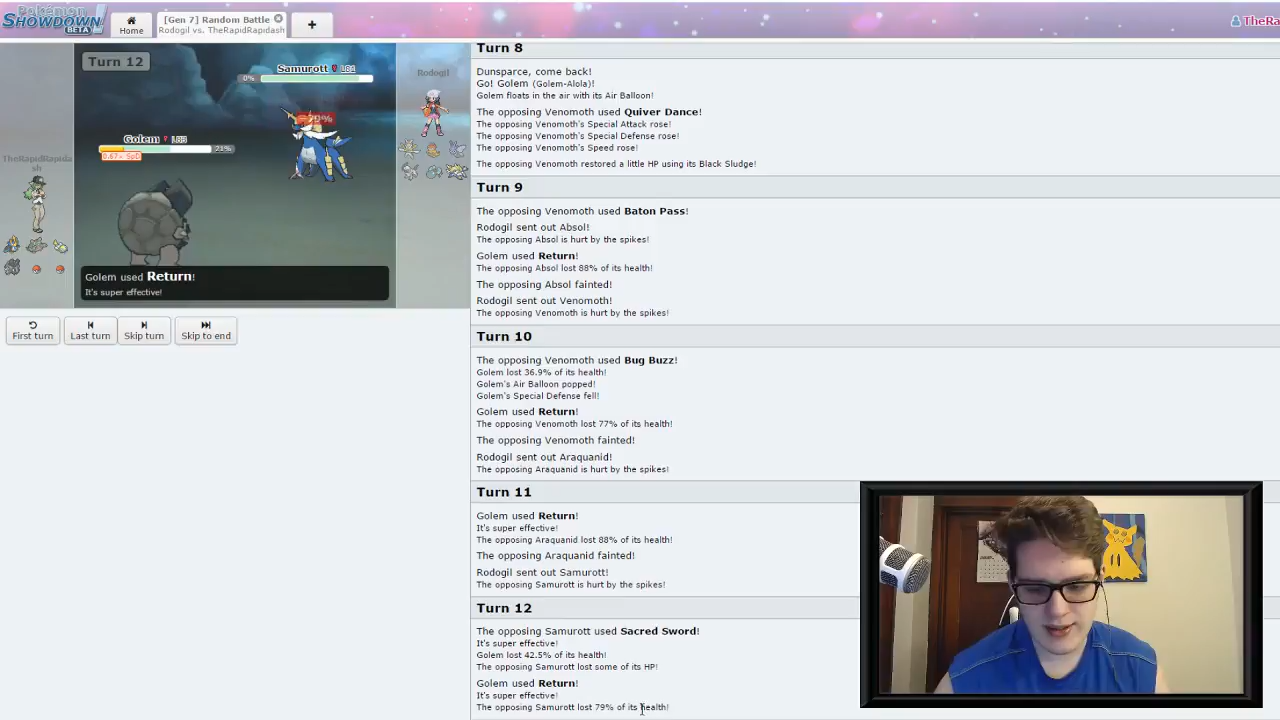 Pokémon
SHOWDOWN!
BETA
Home
[Gen 7] Random Battle
Rodogil vs. TheRapidRapidash
+
TheRa
Turn 12
Samurott
0%
79%
Golem
21%
0.67× SpD
TheRapidRapida
sh
Rodogil
Golem used Return!
It's super effective!
First turn
Last turn
Skip turn
Skip to end
Turn 8
Dunsparce, come back!
Go! Golem (Golem-Alola)!
Golem floats in the air with its Air Balloon!
The opposing Venomoth used Quiver Dance!
The opposing Venomoth's Special Attack rose!
The opposing Venomoth's Special Defense rose!
The opposing Venomoth's Speed rose!
The opposing Venomoth restored a little HP using its Black Sludge!
Turn 9
The opposing Venomoth used Baton Pass!
Rodogil sent out Absol!
The opposing Absol is hurt by the spikes!
Golem used Return!
The opposing Absol lost 88% of its health!
The opposing Absol fainted!
Rodogil sent out Venomoth!
The opposing Venomoth is hurt by the spikes!
Turn 10
The opposing Venomoth used Bug Buzz!
Golem lost 36.9% of its health!
Golem's Air Balloon popped!
Golem's Special Defense fell!
Golem used Return!
The opposing Venomoth lost 77% of its health!
The opposing Venomoth fainted!
Rodogil sent out Araquanid!
The opposing Araquanid is hurt by the spikes!
Turn 11
Golem used Return!
It's super effective!
The opposing Araquanid lost 88% of its health!
The opposing Araquanid fainted!
Rodogil sent out Samurott!
The opposing Samurott is hurt by the spikes!
Turn 12
The opposing Samurott used Sacred Sword!
It's super effective!
Golem lost 42.5% of its health!
The opposing Samurott lost some of its HP!
Golem used Return!
It's super effective!
The opposing Samurott lost 79% of its health!